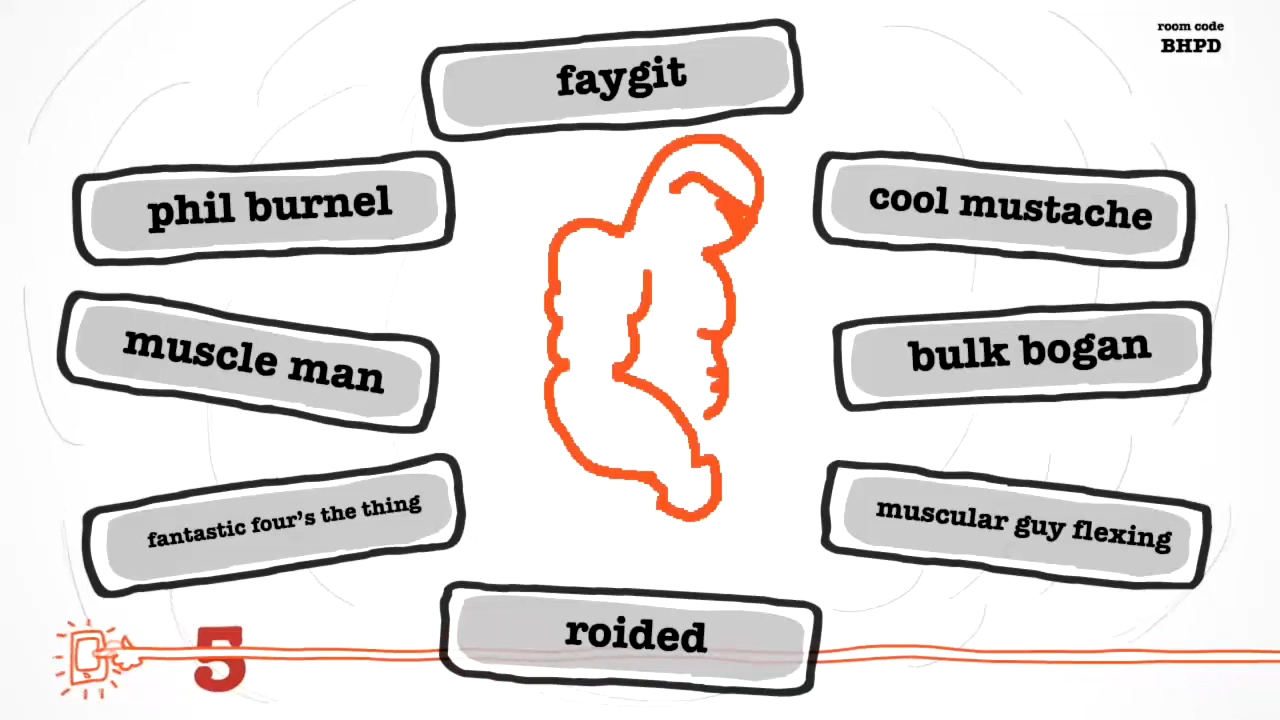 room code
BHPD
faygit
phil burnel
cool mustache
muscle man
bulk bogan
fantastic four's the thing
muscular guy flexing
roided
5